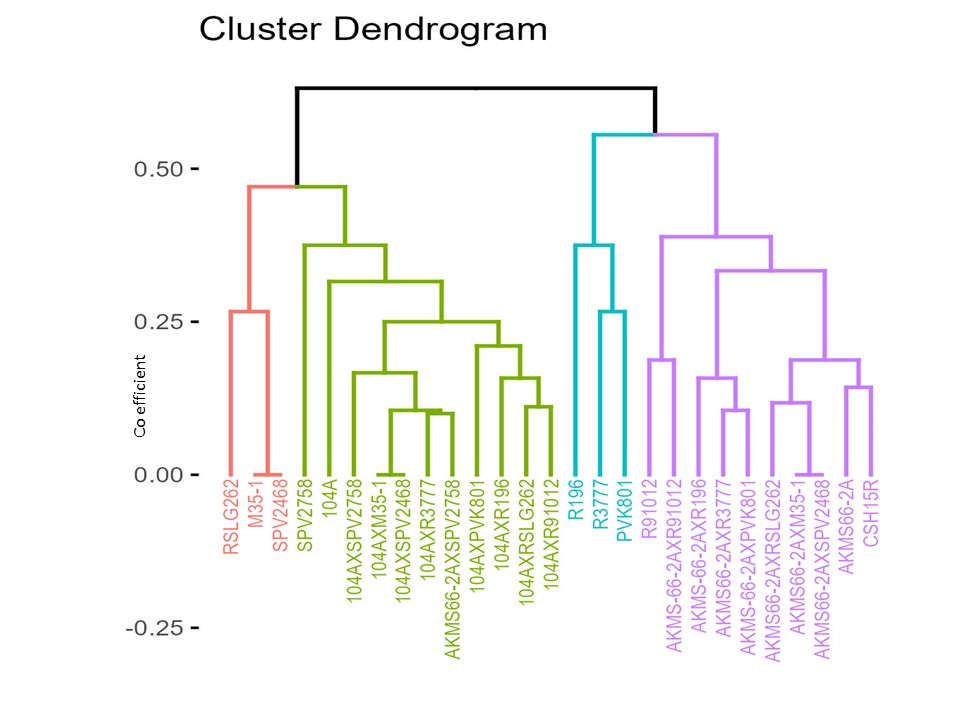 Cluster Dendrogram
0.50
0.25
0.00
-0.25
Co efficient
RSLG262
M35-1
SPV2468
SPV2758
104A
104AXSPV2758
104AXM35-1
104AXSPV2468
104AXR3777
AKMS66-2AXSPV2758
104AXPVK801
104AXR196
104AXRSLG262
104AXR91012
R196
R3777
PVK801
R91012
AKMS-66-2AXR91012
AKMS-66-2AXR196
AKMS66-2AXR3777
AKMS-66-2AXPVK801
AKMS66-2AXRSLG262
AKMS66-2AXM35-1
AKMS66-2AXSPV2468
AKMS66-2A
CSH15R